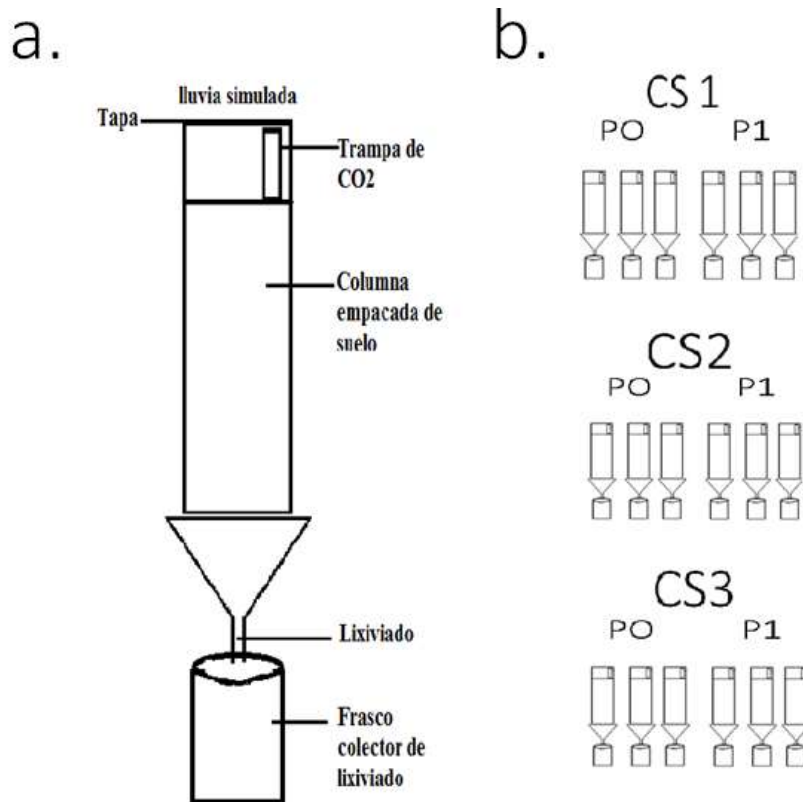 a.
lluvia simulada
Tapa
Trampa de
CO2
Columna
empacada de
suelo
Lixiviado
Frasco
colector de
lixiviado
b.
CS 1
PO P1
CS2
PO P1
CS3
PO P1